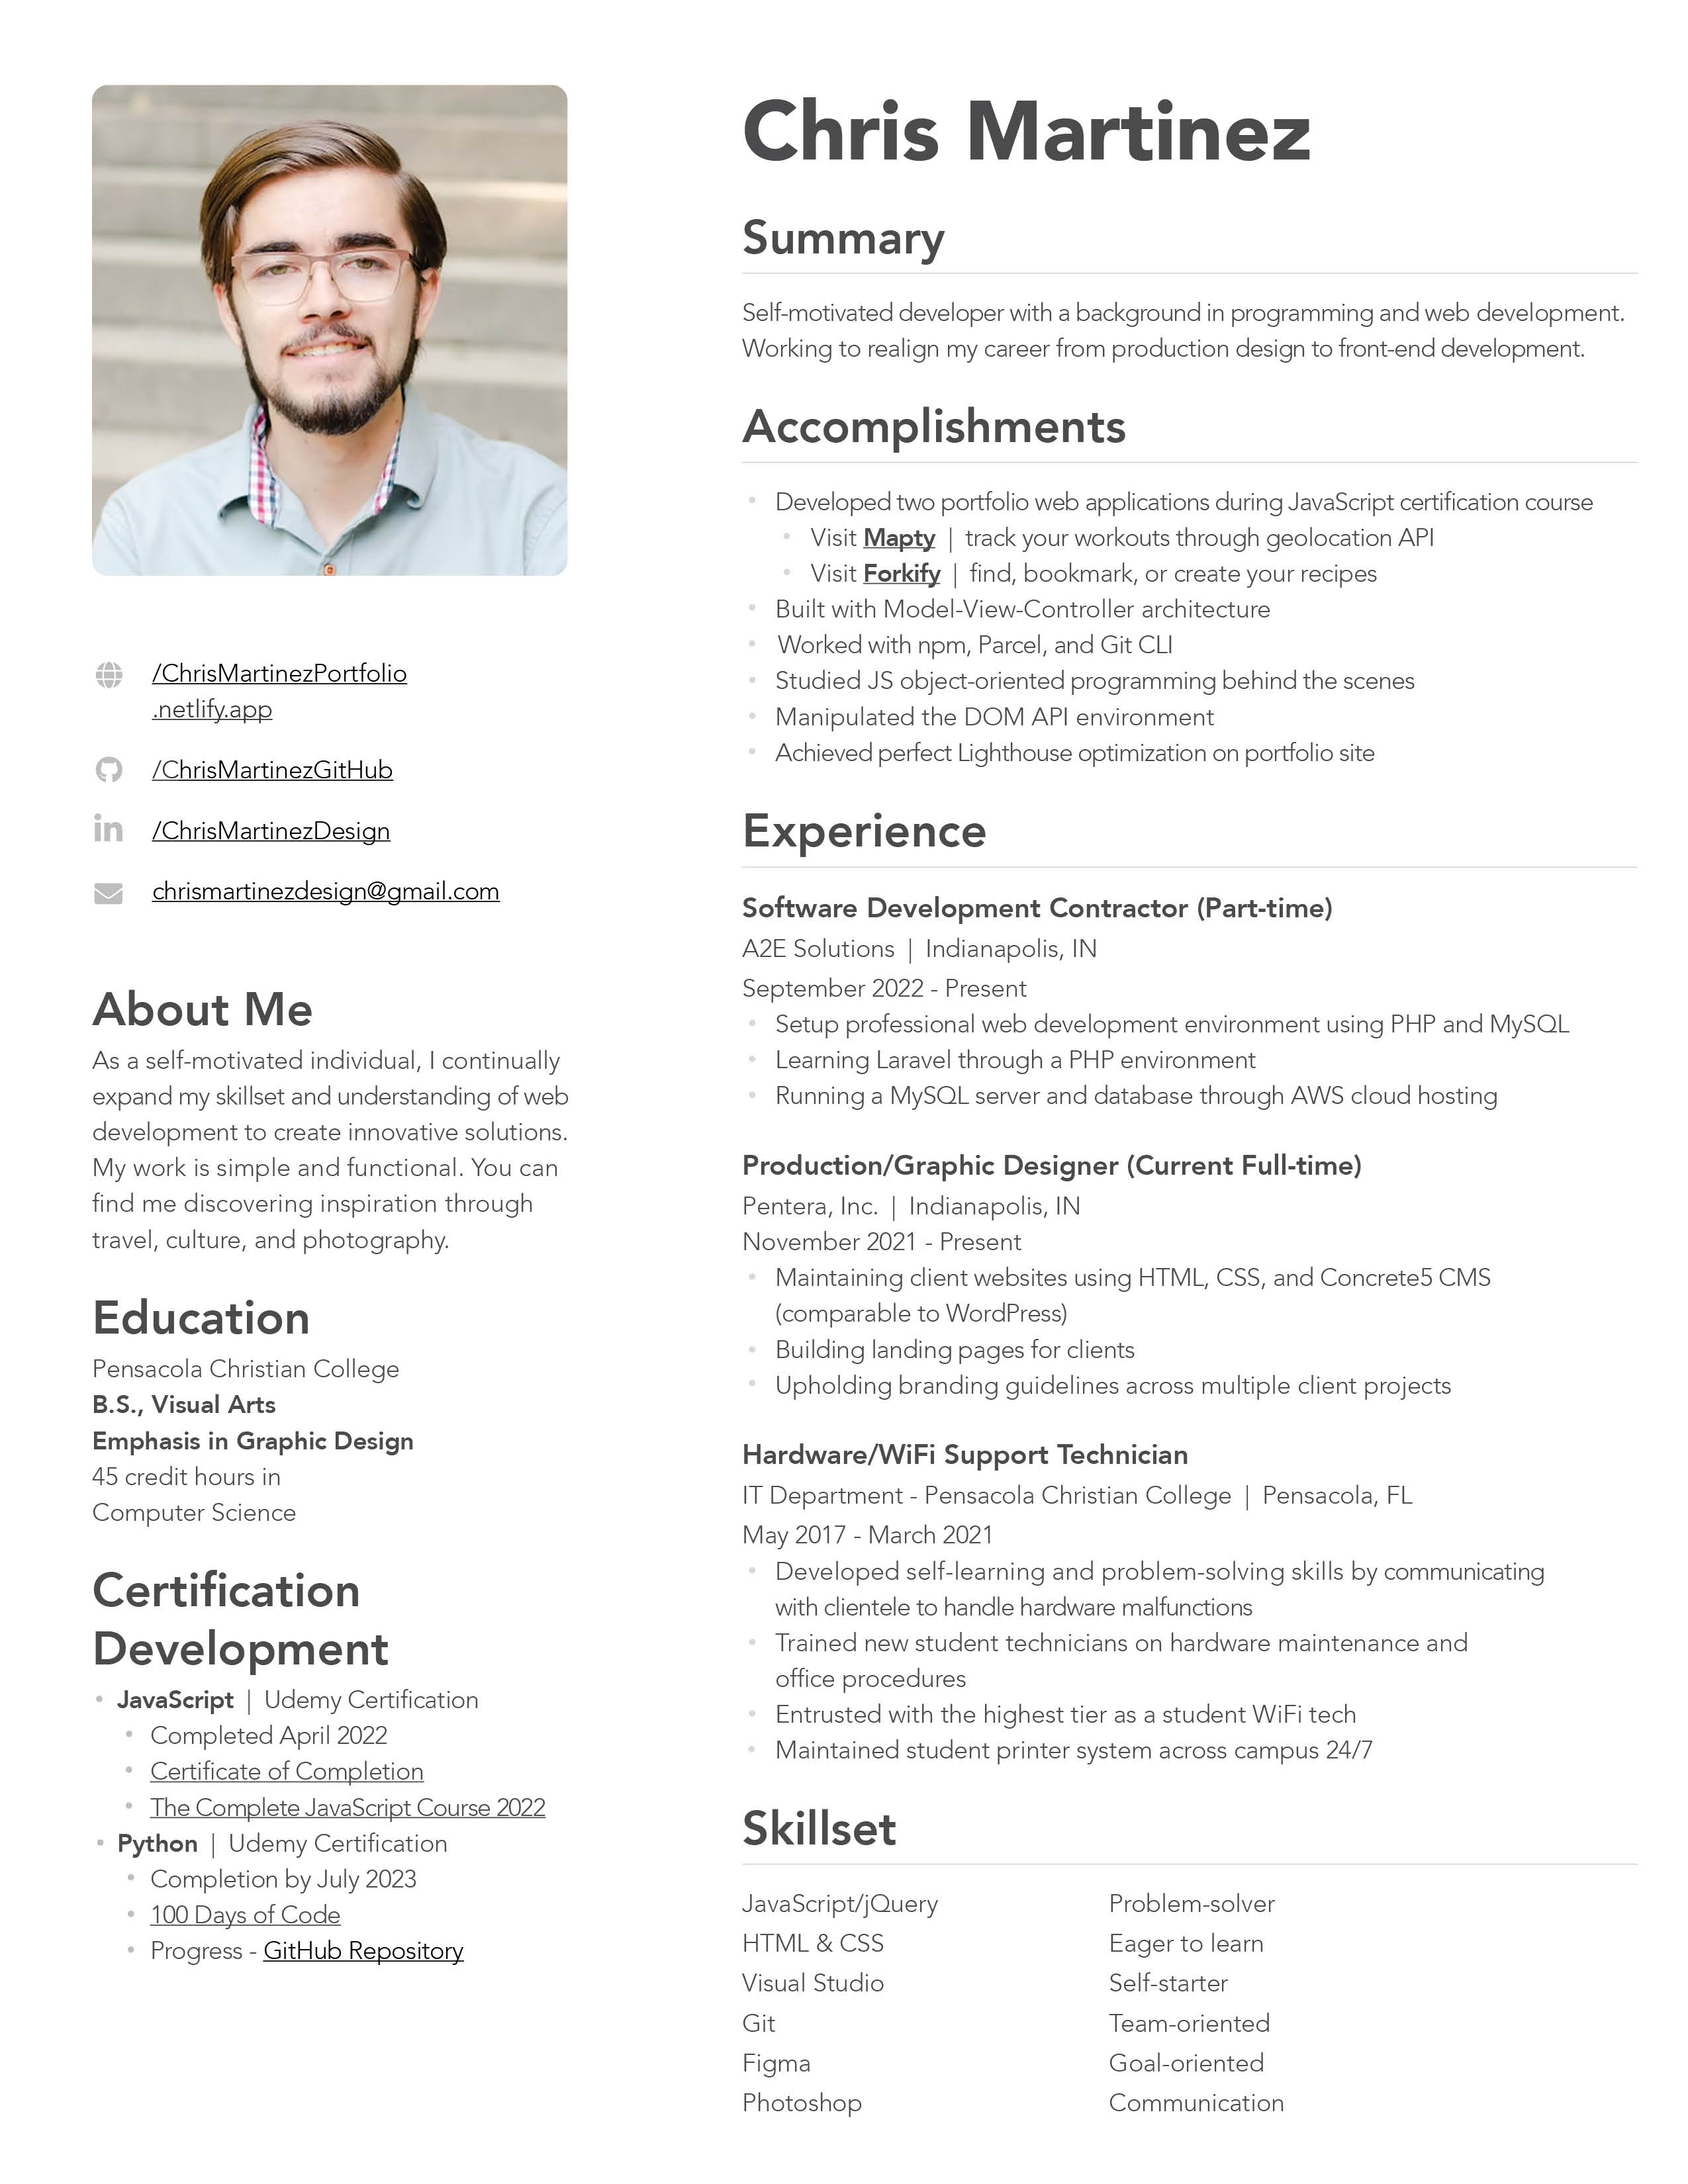 Chris Martinez
Summary
Self-motivated developer with a background in programming and web development.
Working to realign my career from production design to front-end development.
Accomplishments
• Developed two portfolio web applications during JavaScript certification course
• Visit Mapty | track your workouts through geolocation API
• Visit Forkify | find, bookmark, or create your recipes
• Built with Model-View-Controller architecture
• Worked with npm, Parcel, and Git CLI
• Studied JS object-oriented programming behind the scenes
• Manipulated the DOM API environment
• Achieved perfect Lighthouse optimization on portfolio site
Experience
Software Development Contractor (Part-time)
A2E Solutions | Indianapolis, IN
September 2022 - Present
• Setup professional web development environment using PHP and MySQL
• Learning Laravel through a PHP environment
• Running a MySQL server and database through AWS cloud hosting
Production/Graphic Designer (Current Full-time)
Pentera, Inc. | Indianapolis, IN
November 2021 - Present
• Maintaining client websites using HTML, CSS, and Concrete5 CMS
(comparable to WordPress)
• Building landing pages for clients
• Upholding branding guidelines across multiple client projects
Hardware/WiFi Support Technician
IT Department - Pensacola Christian College | Pensacola, FL
May 2017 - March 2021
• Developed self-learning and problem-solving skills by communicating
with clientele to handle hardware malfunctions
• Trained new student technicians on hardware maintenance and
office procedures
• Entrusted with the highest tier as a student WiFi tech
• Maintained student printer system across campus 24/7
Skillset
JavaScript/jQuery
HTML & CSS
Visual Studio
Git
Figma
Photoshop
Problem-solver
Eager to learn
Self-starter
Team-oriented
Goal-oriented
Communication
/ChrisMartinezPortfolio
.netlify.app
/ChrisMartinezGitHub
in /ChrisMartinezDesign
chrismartinezdesign@gmail.com
About Me
As a self-motivated individual, I continually
expand my skillset and understanding of web
development to create innovative solutions.
My work is simple and functional. You can
find me discovering inspiration through
travel, culture, and photography.
Education
Pensacola Christian College
B.S., Visual Arts
Emphasis in Graphic Design
45 credit hours in
Computer Science
Certification
Development
• JavaScript | Udemy Certification
• Completed April 2022
• Certificate of Completion
• The Complete JavaScript Course 2022
• Python | Udemy Certification
• Completion by July 2023
• 100 Days of Code
• Progress - GitHub Repository